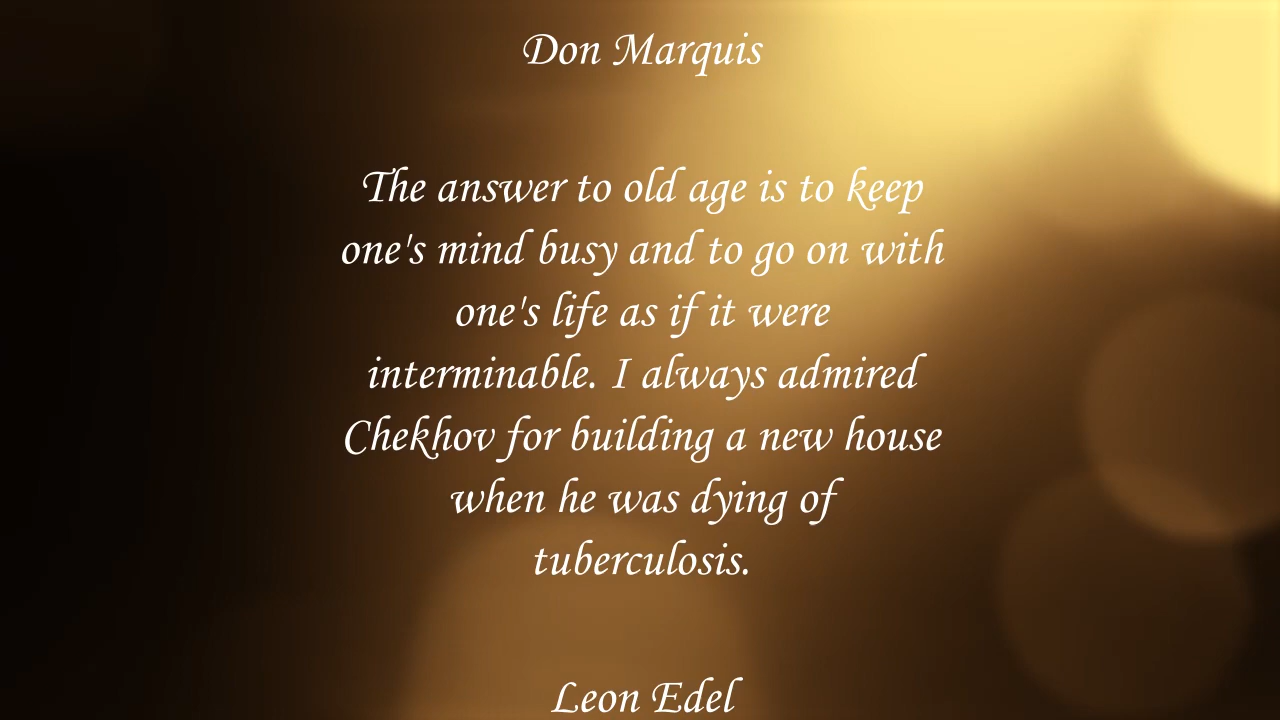 Don Marquis
The answer to old age is to keep
one's mind busy and to go on with
one's life as if it were
interminable. I always admired
Chekhov for building a new house
when he was dying of
tuberculosis.
Leon Edel